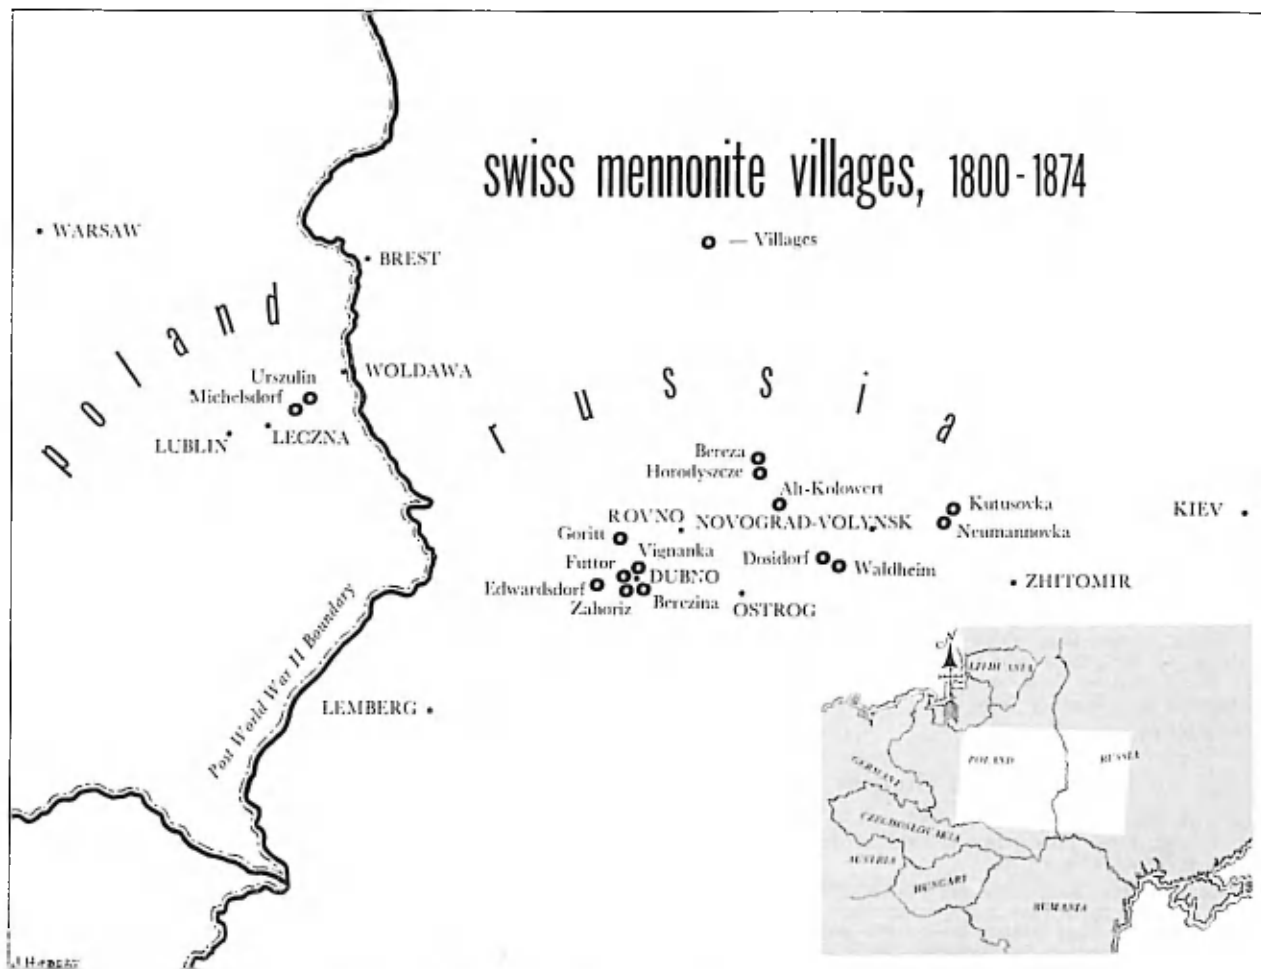 swiss mennonite villages, 1800-1874
— Villages
WARSAW
BREST
poland
Urszulin
WOLDAWA
Michelsdorf
LUBLIN
LECZNA
russia
Bereza
Horodyszcze
Alt-Kolowert
Kutusovka
KIEV
ROVNO
NOVOGRAD-VOLYNSK
Neumannovka
Goritt
Vignanka
Dosidorf
Futtor
DUBNO
Waldheim
Edwardsdorf
ZHITOMIR
Zahoriz
Berezina
OSTROG
Post World War II Boundary
LEMBERG
N
LITHUANIA
POLAND
RUSSIA
GERMANY
CZECHOSLOVAKIA
AUSTRIA
HUNGARY
RUMANIA